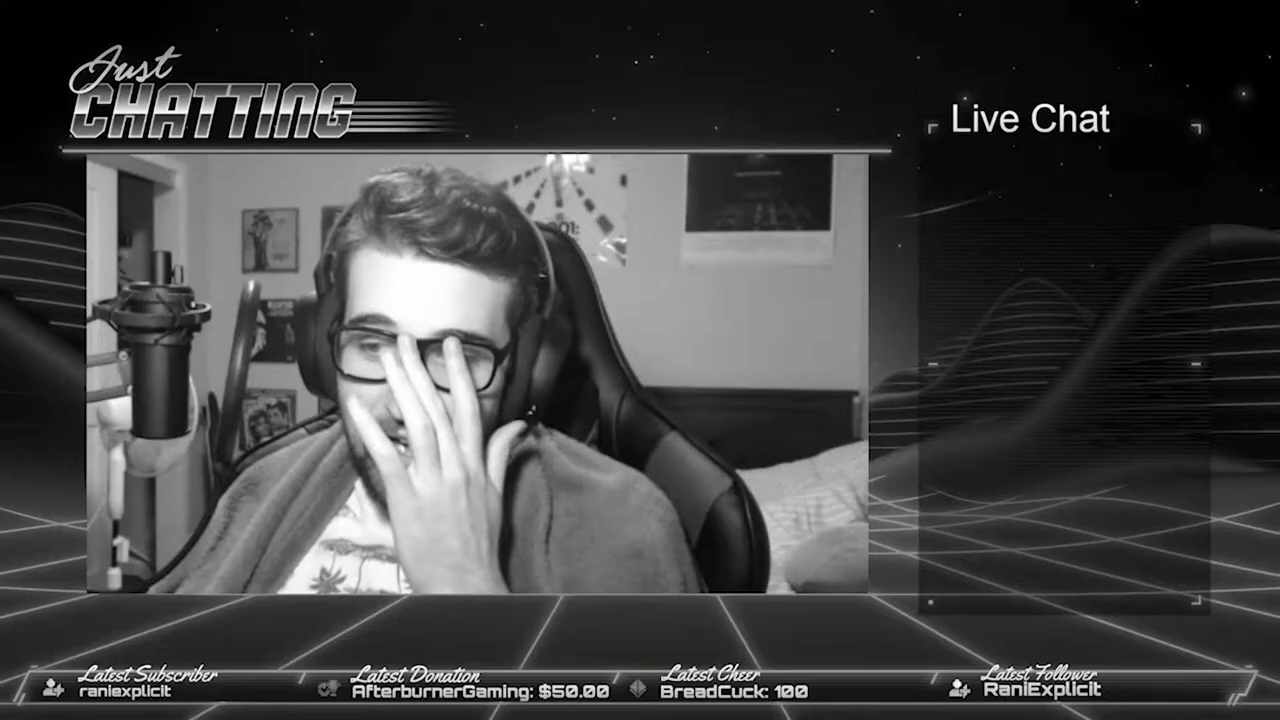 Just
CHATTING
Live Chat
Latest Subscriber
raniexplicit
Latest Donation
AfterburnerGaming: $50.00
Latest Cheer
BreadCuck: 100
Latest Follower
RaniExplicit